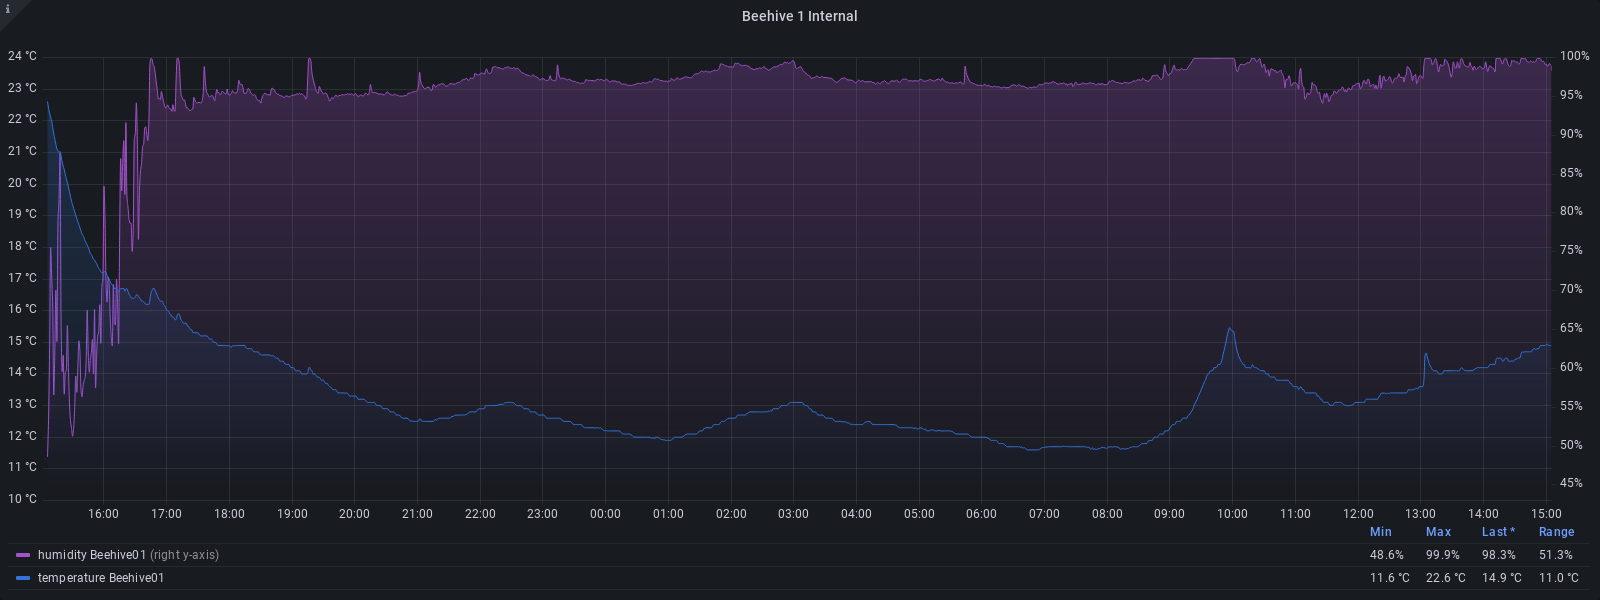 i
Beehive 1 Internal
24 °C
23 °C
22 °C
21 °C
20 °C
19 °C
18 °C
17 °C
16 °C
15 °C
14 °C
13 °C
12 °C
11 °C
10 °C
100%
95%
90%
85%
80%
75%
70%
65%
60%
55%
50%
45%
16:00 17:00 18:00 19:00 20:00 21:00 22:00 23:00 00:00 01:00 02:00 03:00 04:00 05:00 06:00 07:00 08:00 09:00 10:00 11:00 12:00 13:00 14:00 15:00
Min Max Last * Range
humidity Beehive01 (right y-axis) 48.6% 99.9% 98.3% 51.3%
temperature Beehive01 11.6 °C 22.6 °C 14.9 °C 11.0 °C